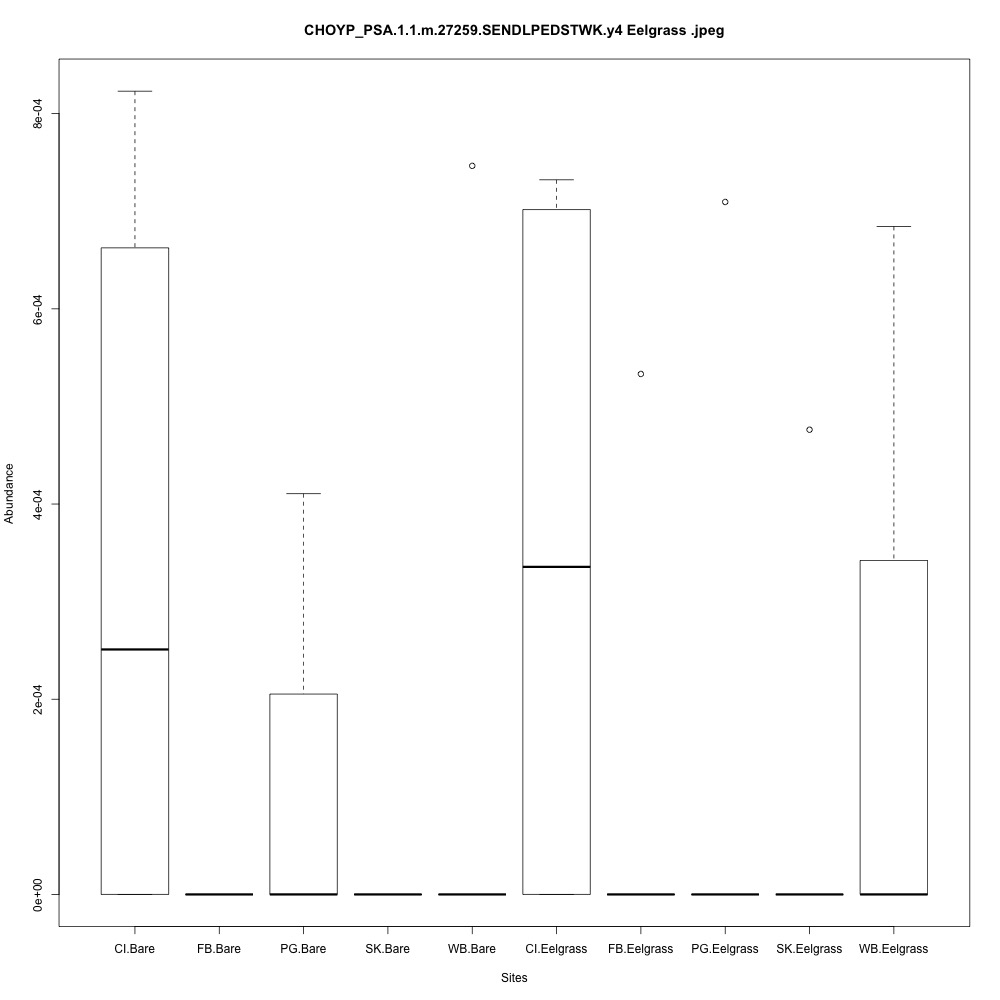 CHOYP_PSA.1.1.m.27259.SENDLPEDSTWK.y4 Eelgrass .jpeg
Abundance
8e-04
6e-04
4e-04
2e-04
0e+00
CI.Bare FB.Bare PG.Bare SK.Bare WB.Bare CI.Eelgrass FB.Eelgrass PG.Eelgrass SK.Eelgrass WB.Eelgrass
Sites